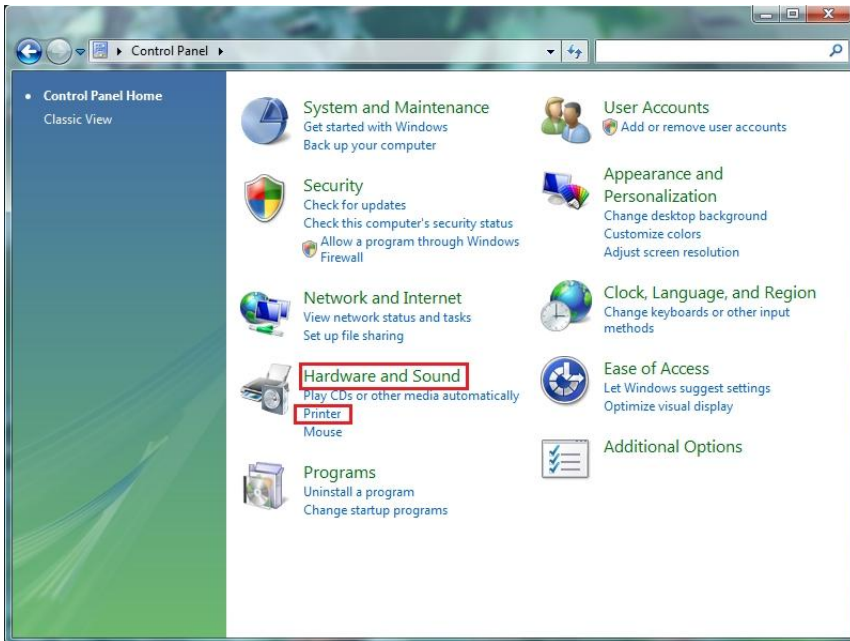 Control Panel
Control Panel Home
Classic View
System and Maintenance
Get started with Windows
Back up your computer
Security
Check for updates
Check this computer's security status
Allow a program through Windows
Firewall
Network and Internet
View network status and tasks
Set up file sharing
Hardware and Sound
Play CDs or other media automatically
Printer
Mouse
Programs
Uninstall a program
Change startup programs
User Accounts
Add or remove user accounts
Appearance and
Personalization
Change desktop background
Customize colors
Adjust screen resolution
Clock, Language, and Region
Change keyboards or other input
methods
Ease of Access
Let Windows suggest settings
Optimize visual display
Additional Options